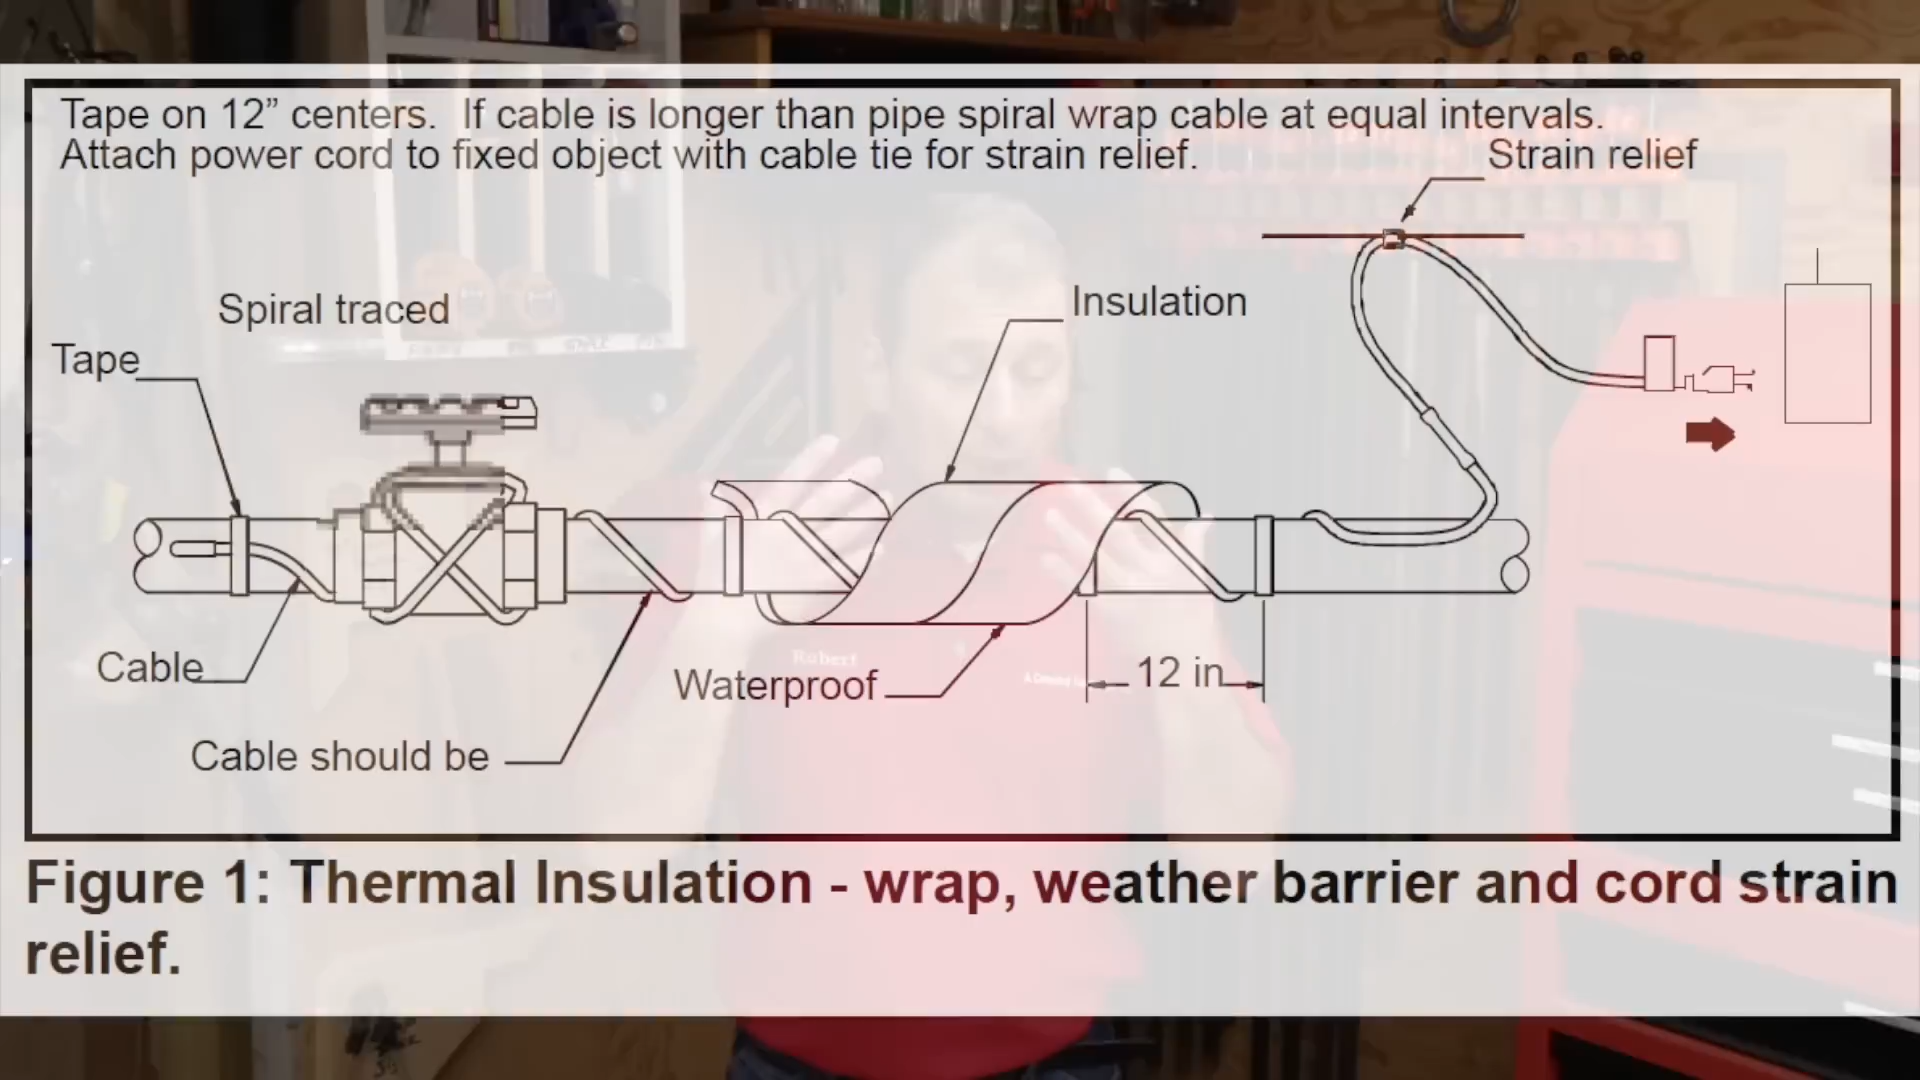 Tape on 12” centers. If cable is longer than pipe spiral wrap cable at equal intervals.
Attach power cord to fixed object with cable tie for strain relief.
Strain relief
Spiral traced
Insulation
Tape
Cable
Waterproof
12 in
Cable should be
Robert
Figure 1: Thermal Insulation - wrap, weather barrier and cord strain
relief.